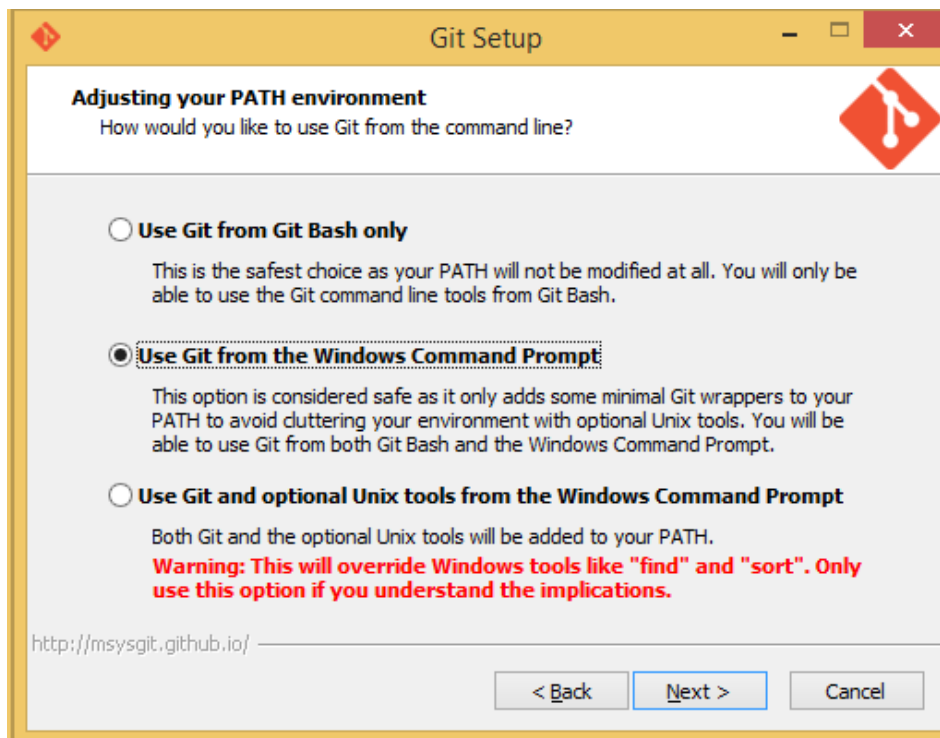 Git Setup
Adjusting your PATH environment
How would you like to use Git from the command line?
Use Git from Git Bash only
This is the safest choice as your PATH will not be modified at all. You will only be
able to use the Git command line tools from Git Bash.
Use Git from the Windows Command Prompt
This option is considered safe as it only adds some minimal Git wrappers to your
PATH to avoid cluttering your environment with optional Unix tools. You will be
able to use Git from both Git Bash and the Windows Command Prompt.
Use Git and optional Unix tools from the Windows Command Prompt
Both Git and the optional Unix tools will be added to your PATH.
Warning: This will override Windows tools like "find" and "sort". Only
use this option if you understand the implications.
http://msysgit.github.io/
< Back
Next >
Cancel